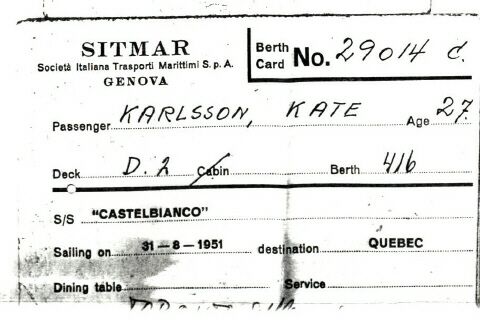 SITMAR
Società Italiana Trasporti Marittimi S. p. A.
GENOVA
Berth Card No. 29014 C.
Passenger KARLSSON, KATE Age 27
Deck D. 2 Cabin Berth 416
S/S "CASTELBIANCO"
Sailing on 31-8-1951 destination QUEBEC
Dining table Service